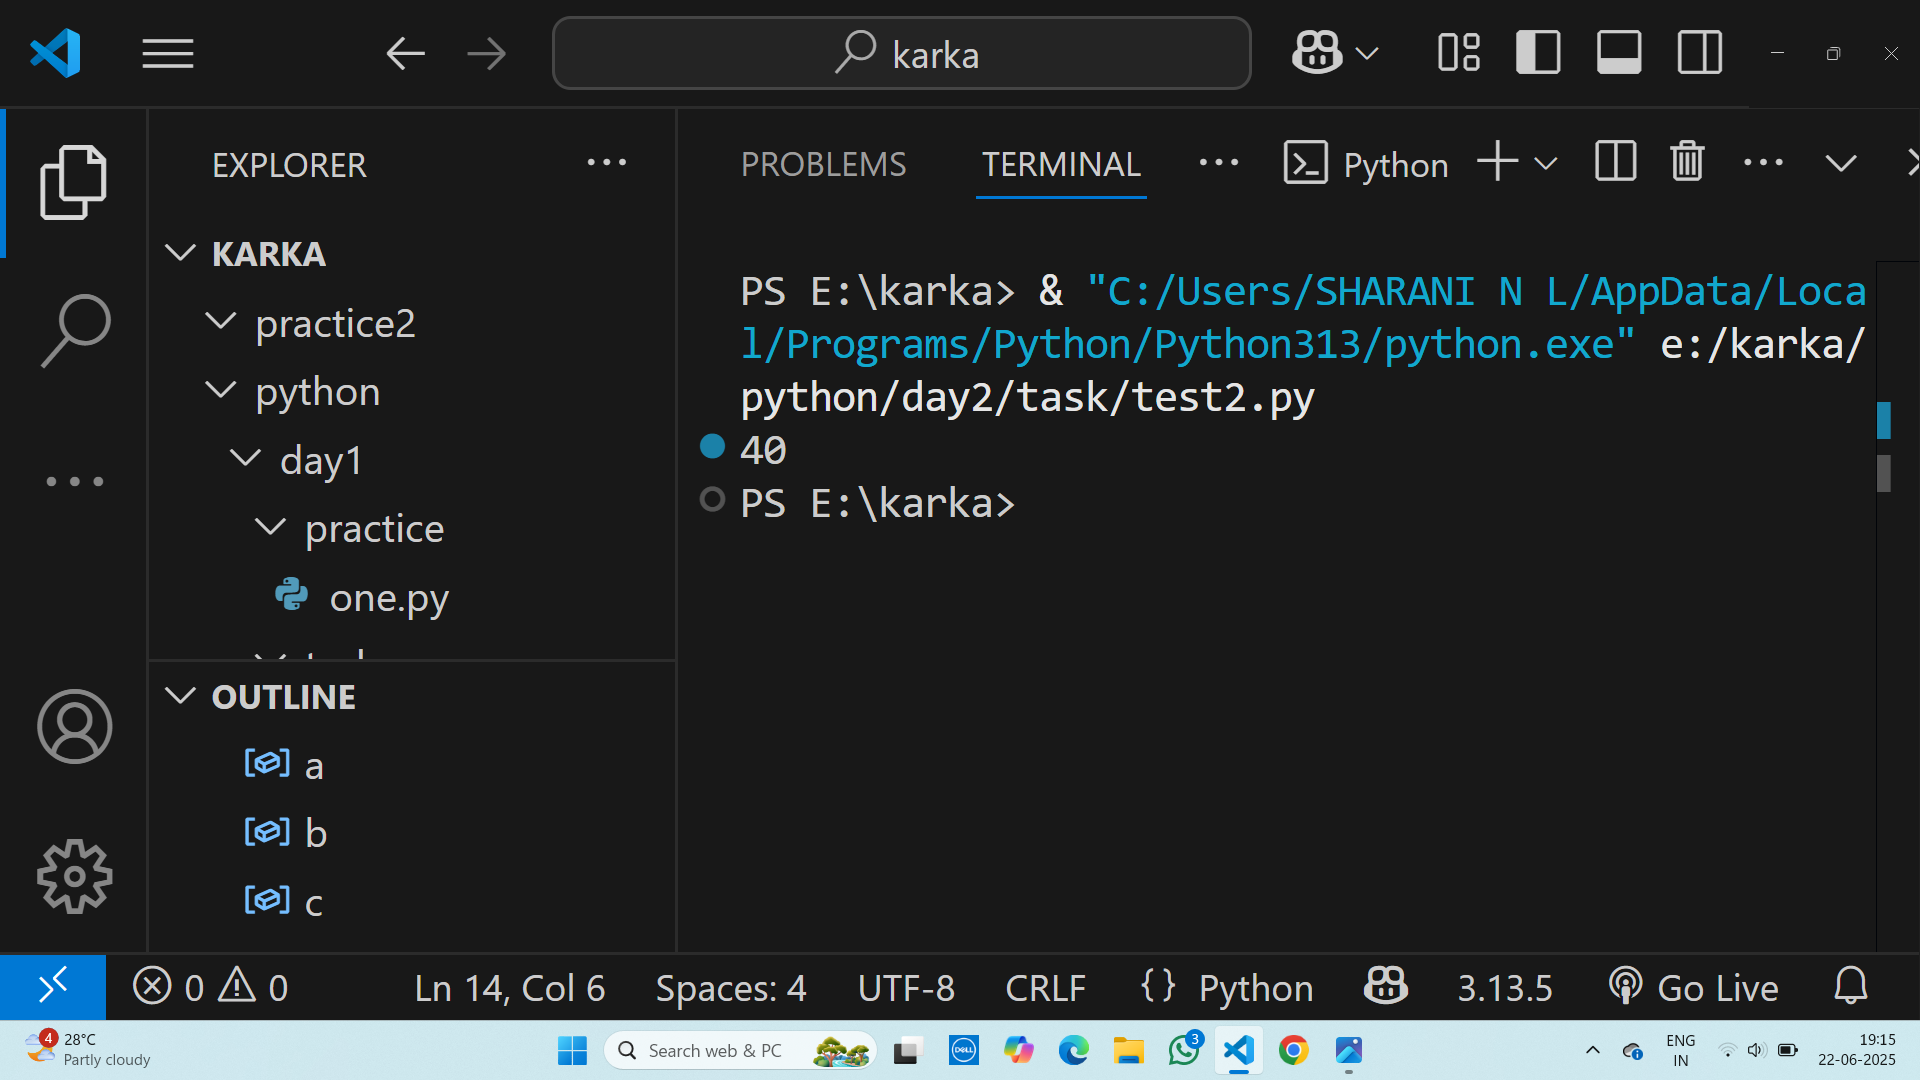 karka
EXPLORER
KARKA
practice2
python
day1
practice
one.py
OUTLINE
a
b
c
PROBLEMS
TERMINAL
Python
PS E:\karka> & "C:/Users/SHARANI N L/AppData/Loca
l/Programs/Python/Python313/python.exe" e:/karka/
python/day2/task/test2.py
40
PS E:\karka>
0 0
Ln 14, Col 6
Spaces: 4
UTF-8
CRLF
{} Python
3.13.5
Go Live
4
28°C
Partly cloudy
Search web & PC
DELL
3
ENG
IN
19:15
22-06-2025